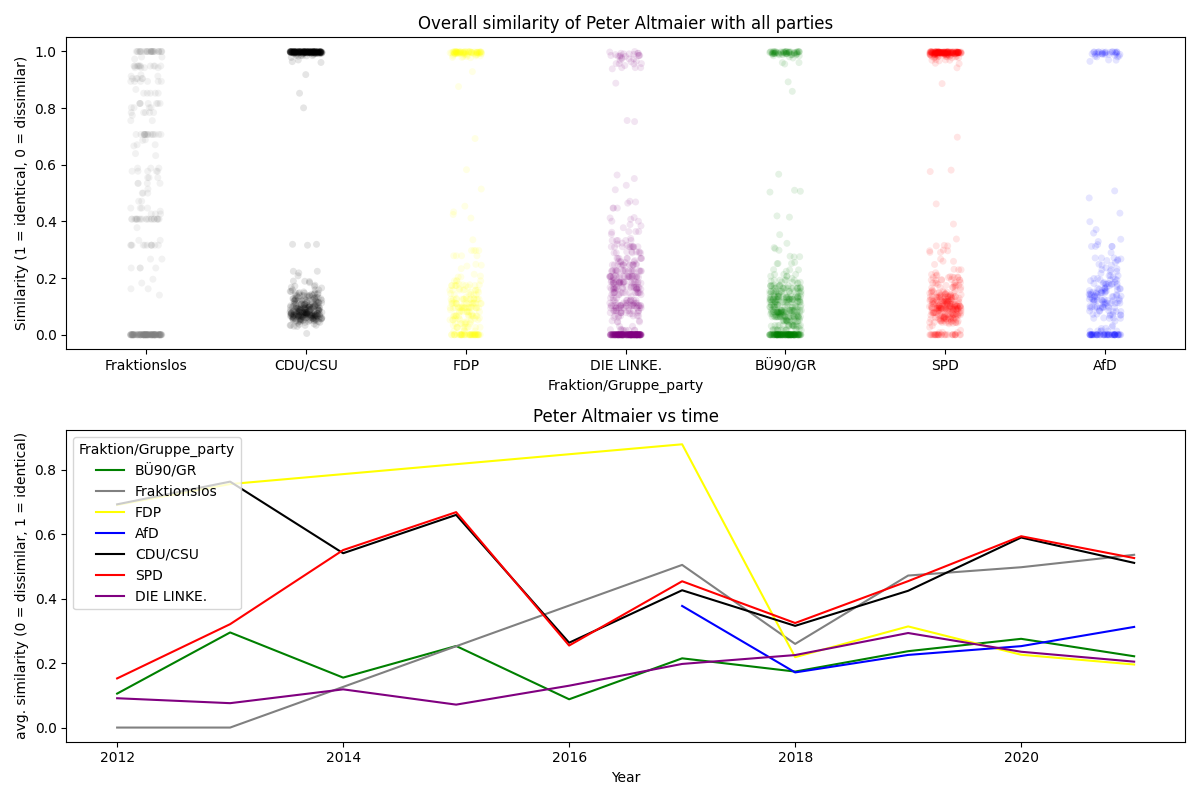 Overall similarity of Peter Altmaier with all parties
Similarity (1 = identical, 0 = dissimilar)
1.0
0.8
0.6
0.4
0.2
0.0
Fraktionslos CDU/CSU FDP DIE LINKE. BÜ90/GR SPD AfD
Fraktion/Gruppe_party
Peter Altmaier vs time
avg. similarity (0 = dissimilar, 1 = identical)
0.8
0.6
0.4
0.2
0.0
Fraktion/Gruppe_party
BÜ90/GR
Fraktionslos
FDP
AfD
CDU/CSU
SPD
DIE LINKE.
2012 2014 2016 2018 2020
Year